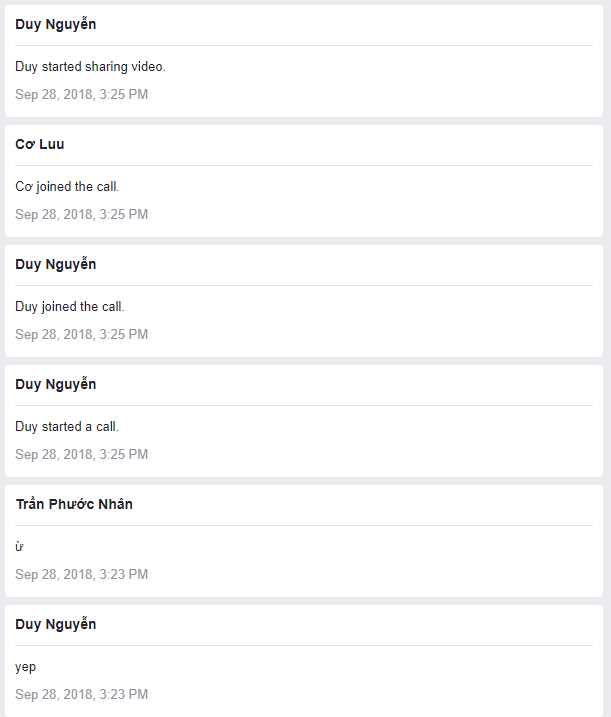 Duy Nguyễn
Duy started sharing video.
Sep 28, 2018, 3:25 PM
Cơ Luu
Cơ joined the call.
Sep 28, 2018, 3:25 PM
Duy Nguyễn
Duy joined the call.
Sep 28, 2018, 3:25 PM
Duy Nguyễn
Duy started a call.
Sep 28, 2018, 3:25 PM
Trần Phước Nhân
ừ
Sep 28, 2018, 3:23 PM
Duy Nguyễn
yep
Sep 28, 2018, 3:23 PM